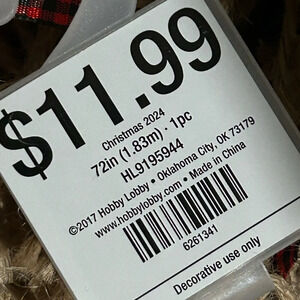 $11.99
Christmas 2024
72in (1.83m) · 1pc
HL9195944
©2017 Hobby Lobby • Oklahoma City, OK 73179
www.hobbylobby.com • Made in China
6261341
Decorative use only